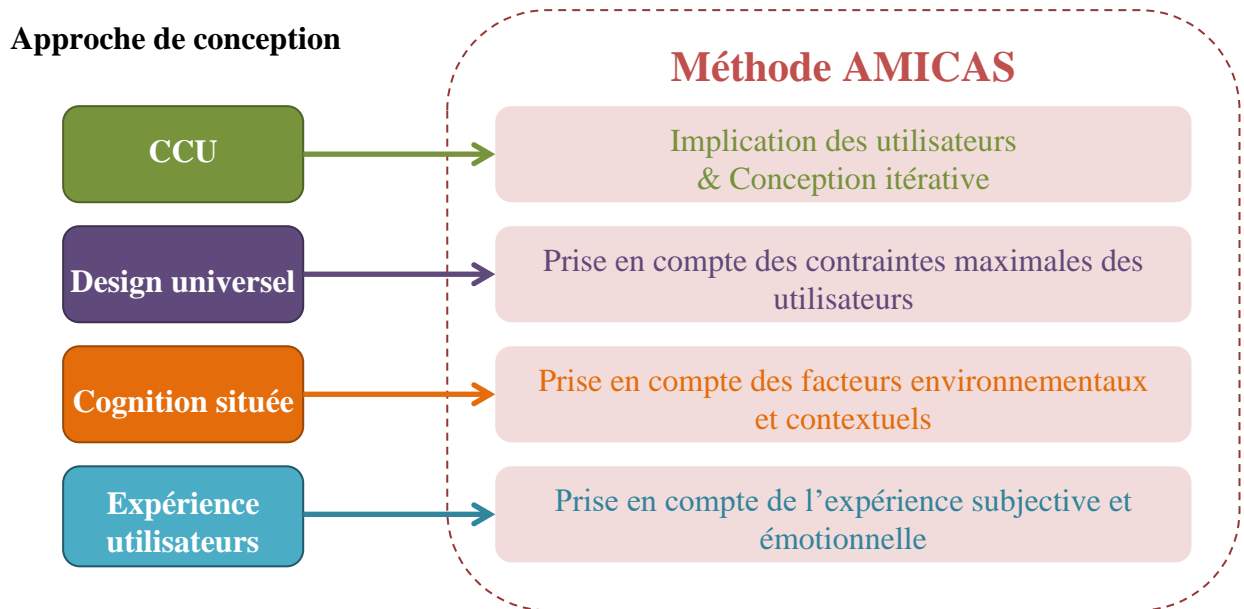 Approche de conception
Méthode AMICAS
CCU
Implication des utilisateurs
& Conception itérative
Design universel
Prise en compte des contraintes maximales des
utilisateurs
Cognition située
Prise en compte des facteurs environnementaux
et contextuels
Expérience
utilisateurs
Prise en compte de l’expérience subjective et
émotionnelle